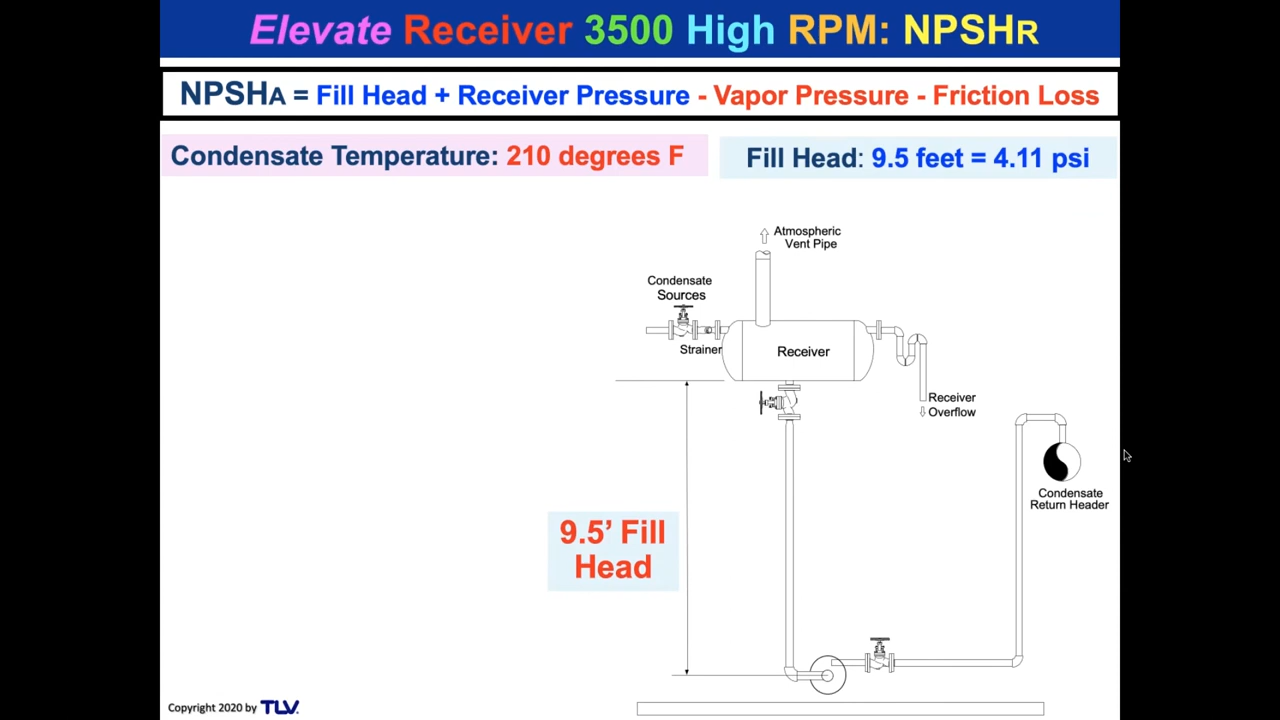 Elevate Receiver 3500 High RPM: NPSHR
NPSHA = Fill Head + Receiver Pressure - Vapor Pressure - Friction Loss
Condensate Temperature: 210 degrees F
Fill Head: 9.5 feet = 4.11 psi
Atmospheric
Vent Pipe
Condensate
Sources
Strainer
Receiver
Receiver
Overflow
Condensate
Return Header
9.5’ Fill
Head
Copyright 2020 by TLV.